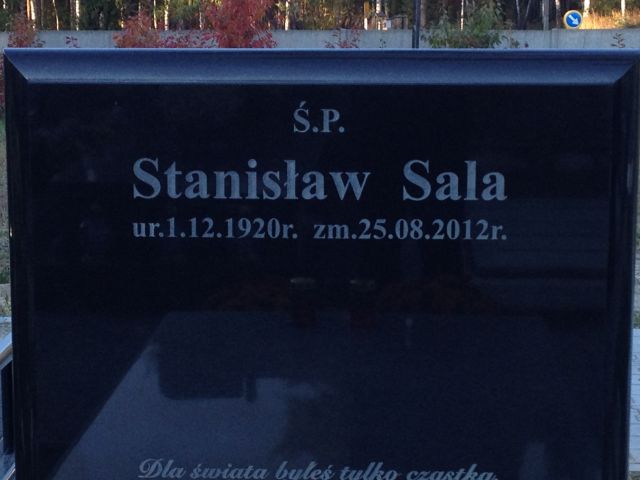 Ś.P.
Stanisław Sala
ur.1.12.1920r. zm.25.08.2012r.
Dla świata byłeś tylko cząstką,